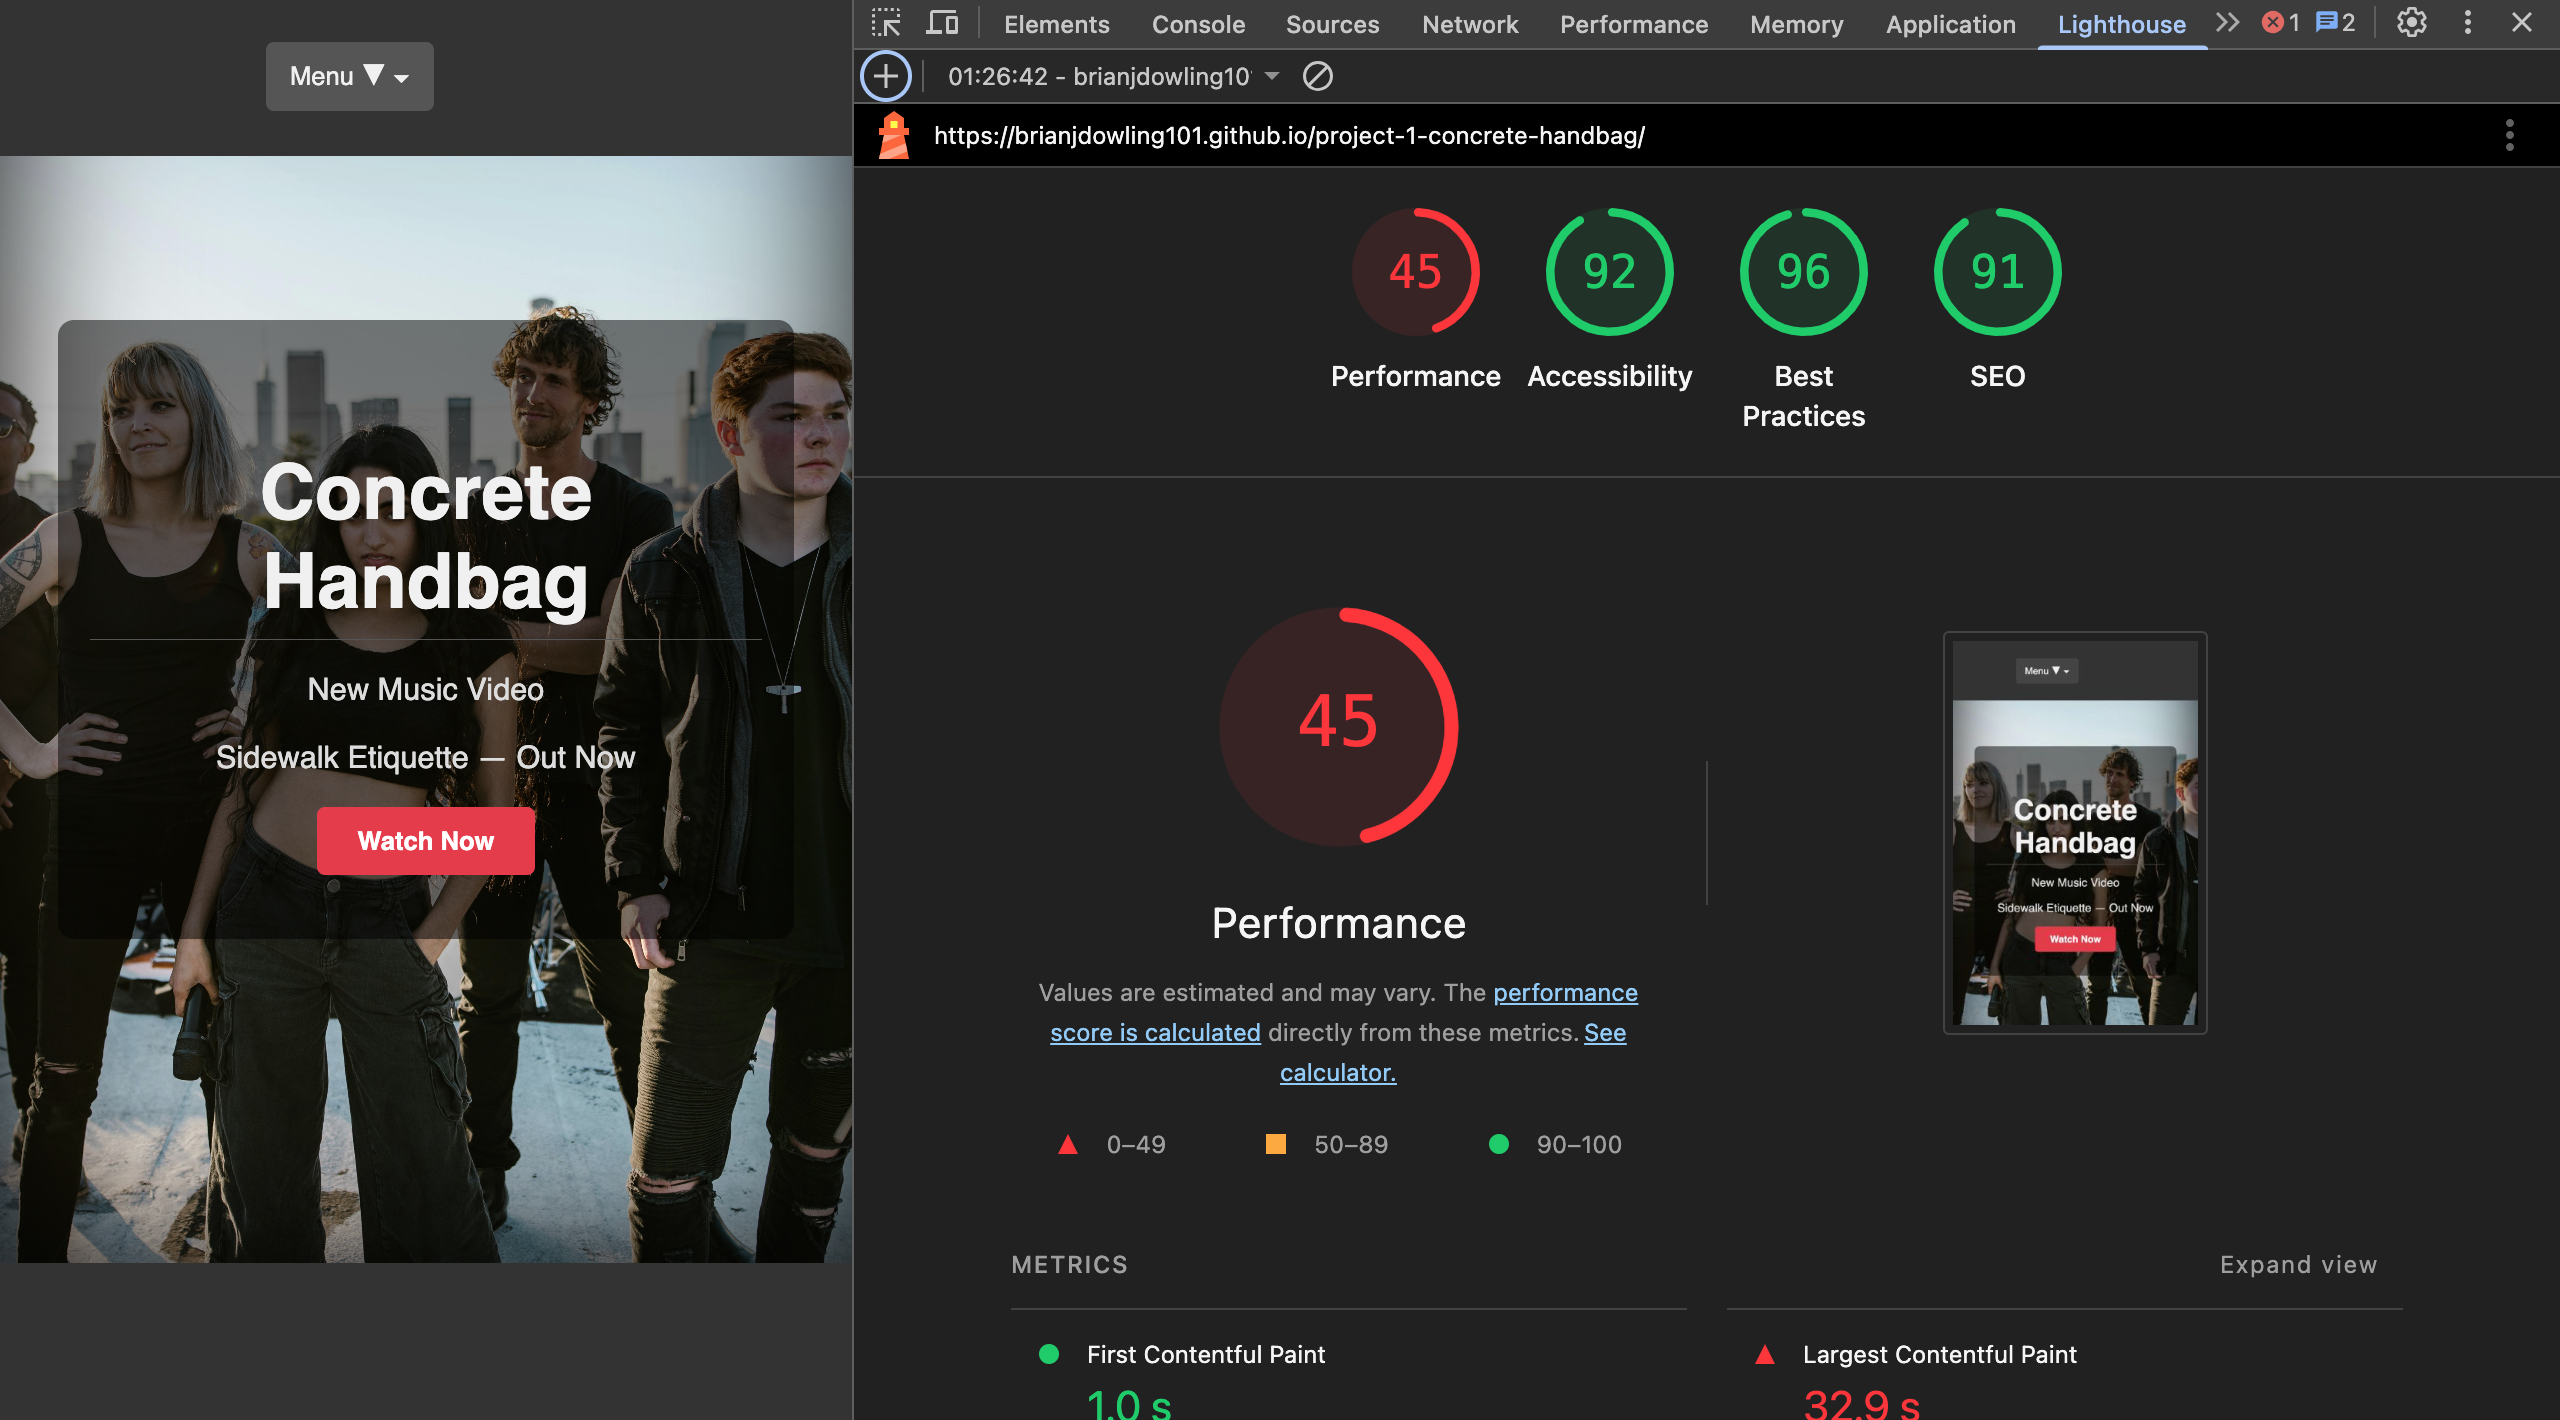 Menu ▼
Concrete
Handbag
New Music Video
Sidewalk Etiquette — Out Now
Watch Now
Elements Console Sources Network Performance Memory Application Lighthouse 1 2
01:26:42 - brianjdowling10
https://brianjdowling101.github.io/project-1-concrete-handbag/
45 92 96 91
Performance Accessibility Best Practices SEO
45
Performance
Values are estimated and may vary. The performance
score is calculated directly from these metrics. See
calculator.
0–49 50–89 90–100
Menu ▼
Concrete
Handbag
New Music Video
Sidewalk Etiquette — Out Now
Watch Now
METRICS
Expand view
First Contentful Paint
1.0 s
Largest Contentful Paint
32.9 s